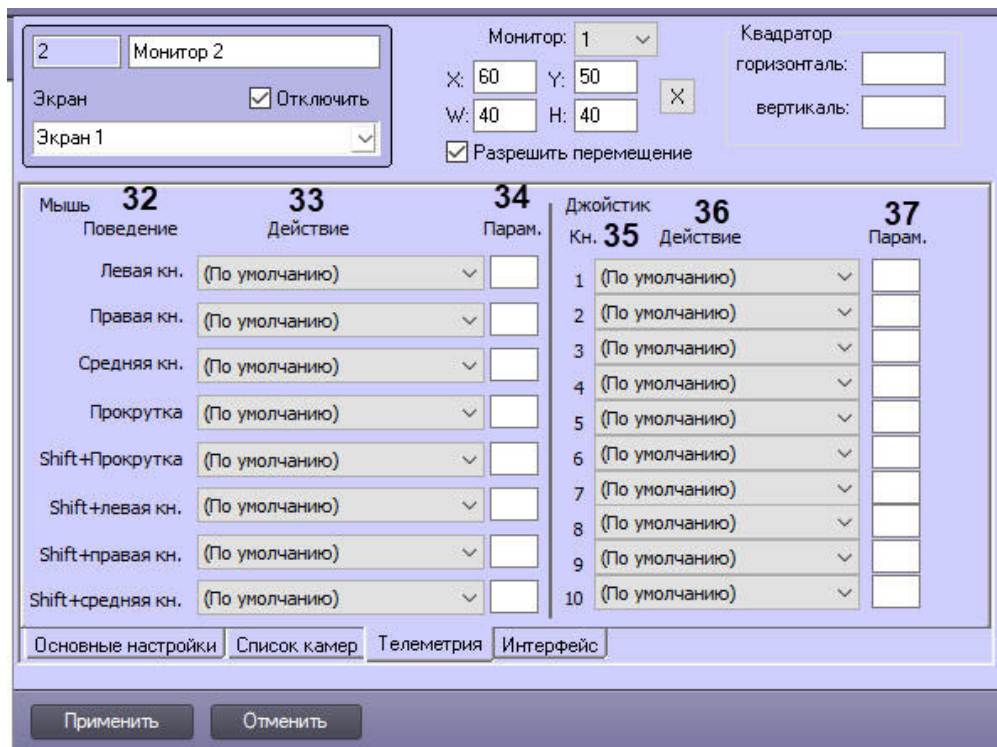 2 Монитор 2
Экран Отключить
Экран 1
Монитор: 1
X: 60 Y: 50
X
W: 40 H: 40
Разрешить перемещение
Квадратор
горизонталь:
вертикаль:
Мышь 32 33 34
Поведение Действие Парам.
Левая кн. (По умолчанию)
Правая кн. (По умолчанию)
Средняя кн. (По умолчанию)
Прокрутка (По умолчанию)
Shift+Прокрутка (По умолчанию)
Shift+левая кн. (По умолчанию)
Shift+правая кн. (По умолчанию)
Shift+средняя кн. (По умолчанию)
Джойстик 36 37
Кн. 35 Действие Парам.
1 (По умолчанию)
2 (По умолчанию)
3 (По умолчанию)
4 (По умолчанию)
5 (По умолчанию)
6 (По умолчанию)
7 (По умолчанию)
8 (По умолчанию)
9 (По умолчанию)
10 (По умолчанию)
Основные настройки Список камер Телеметрия Интерфейс
Применить Отменить